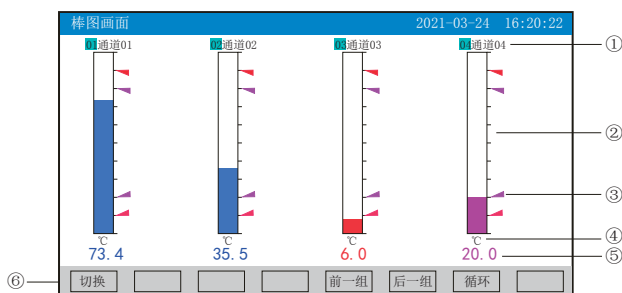 棒图画面 2021-03-24 16:20:22
01通道01 02通道02 03通道03 04通道04 ①
②
③
℃ ℃ ℃ ℃ ④
73.4 35.5 6.0 20.0 ⑤
⑥ 切换 前一组 后一组 循环